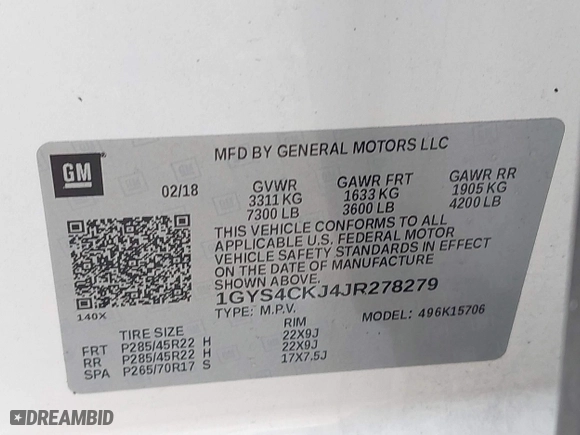 GM
MFD BY GENERAL MOTORS LLC
02/18
GVWR GAWR FRT GAWR RR
3311 KG 1633 KG 1905 KG
7300 LB 3600 LB 4200 LB
THIS VEHICLE CONFORMS TO ALL
APPLICABLE U.S. FEDERAL MOTOR
VEHICLE SAFETY STANDARDS IN EFFECT
ON THE DATE OF MANUFACTURE
SHOWN ABOVE.
1GYS4CKJ4JR278279
140X
TYPE: M.P.V. MODEL: 496K15706
TIRE SIZE RIM
FRT P285/45R22 H 22X9J
RR P285/45R22 H 22X9J
SPA P265/70R17 S 17X7.5J
DREAMBID